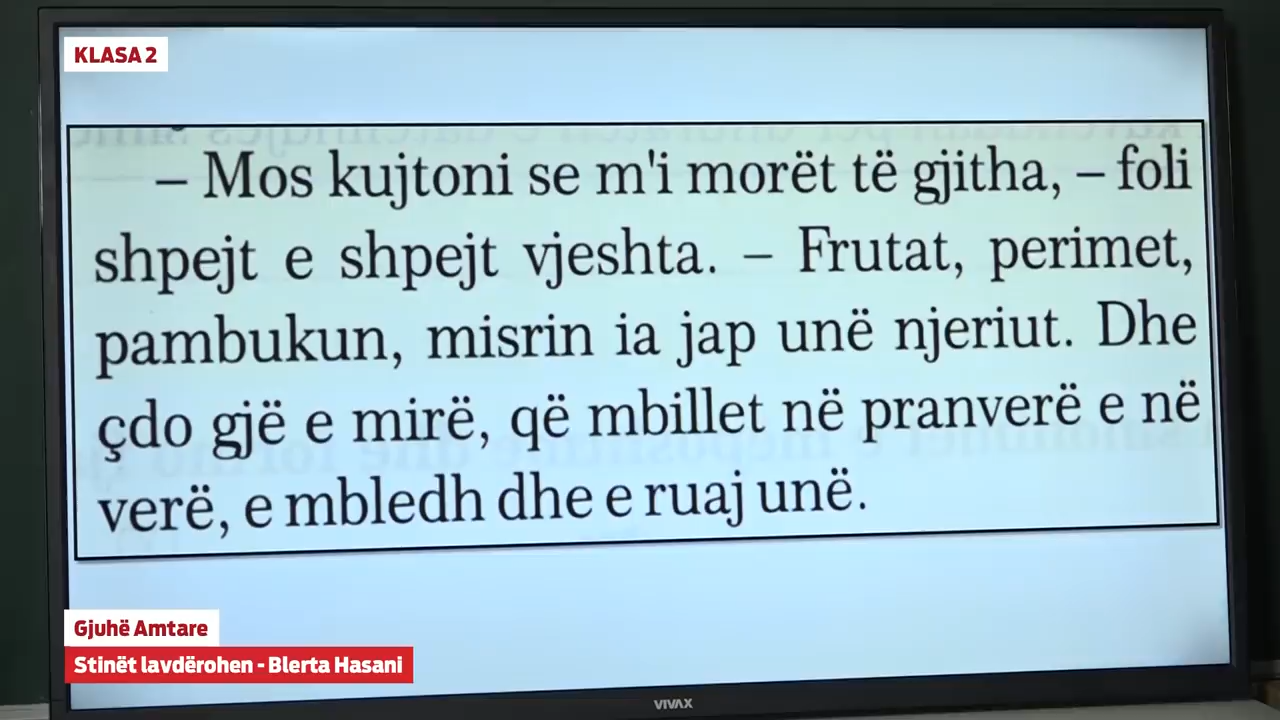 KLASA 2
– Mos kujtoni se m'i morët të gjitha, – foli
shpejt e shpejt vjeshta. – Frutat, perimet,
pambukun, misrin ia jap unë njeriut. Dhe
çdo gjë e mirë, që mbillet në pranverë e në
verë, e mbledh dhe e ruaj unë.
Gjuhë Amtare
Stinët lavdërohen - Blerta Hasani
VIVAX